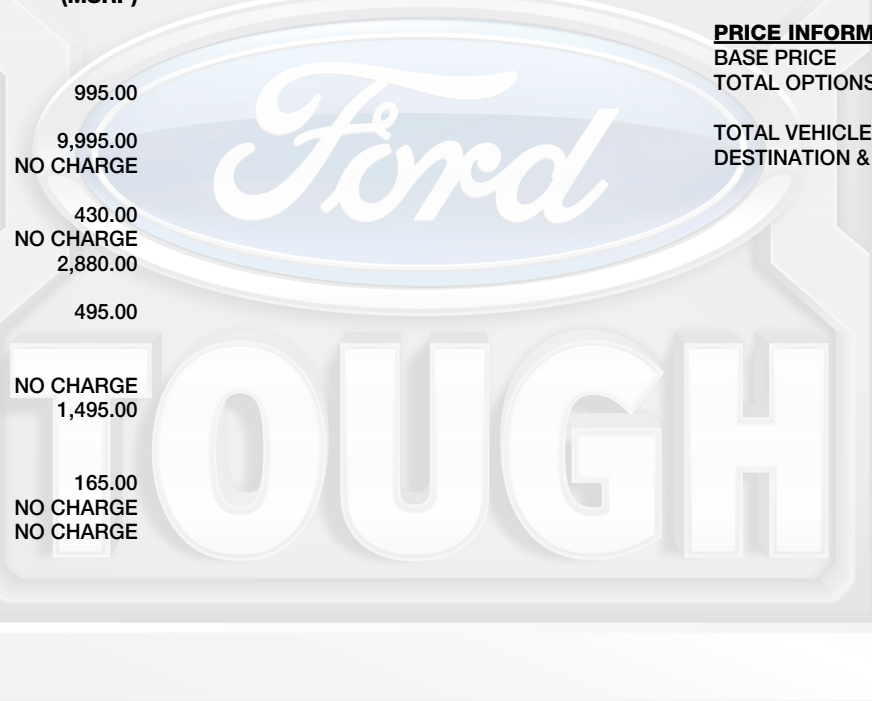 (MSRP)
995.00
9,995.00
NO CHARGE
430.00
NO CHARGE
2,880.00
495.00
NO CHARGE
1,495.00
165.00
NO CHARGE
NO CHARGE
PRICE INFORM
BASE PRICE
TOTAL OPTIONS
TOTAL VEHICLE
DESTINATION &
Ford
TOUGH